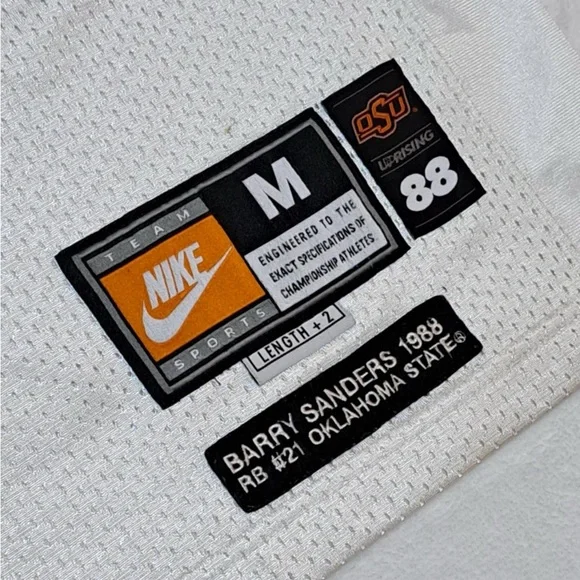 TEAM
NIKE
SPORTS
M
ENGINEERED TO THE
EXACT SPECIFICATIONS OF
CHAMPIONSHIP ATHLETES.
LENGTH + 2
OSU
UPRISING
88
BARRY SANDERS 1988
RB #21 OKLAHOMA STATE®